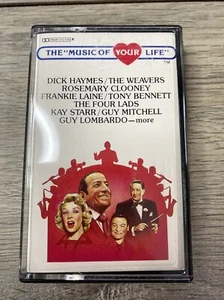 THE "MUSIC OF YOUR LIFE"
TM
DICK HAYMES/THE WEAVERS
ROSEMARY CLOONEY
FRANKIE LAINE/TONY BENNETT
THE FOUR LADS
KAY STARR/GUY MITCHELL
GUY LOMBARDO—more